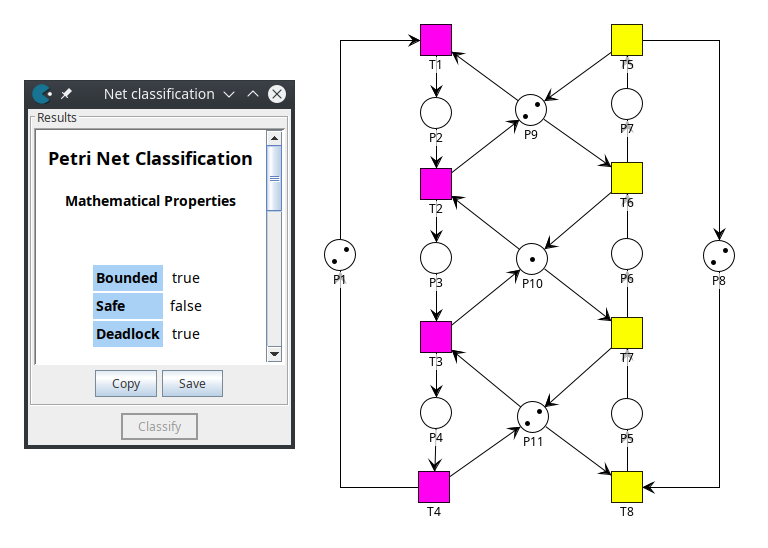 Net classification
Results
Petri Net Classification
Mathematical Properties
Bounded true
Safe false
Deadlock true
Copy Save
Classify
T1 T5
P2 P9 P7
T2 T6
P1 P3 P10 P6 P8
T3 T7
P4 P11 P5
T4 T8